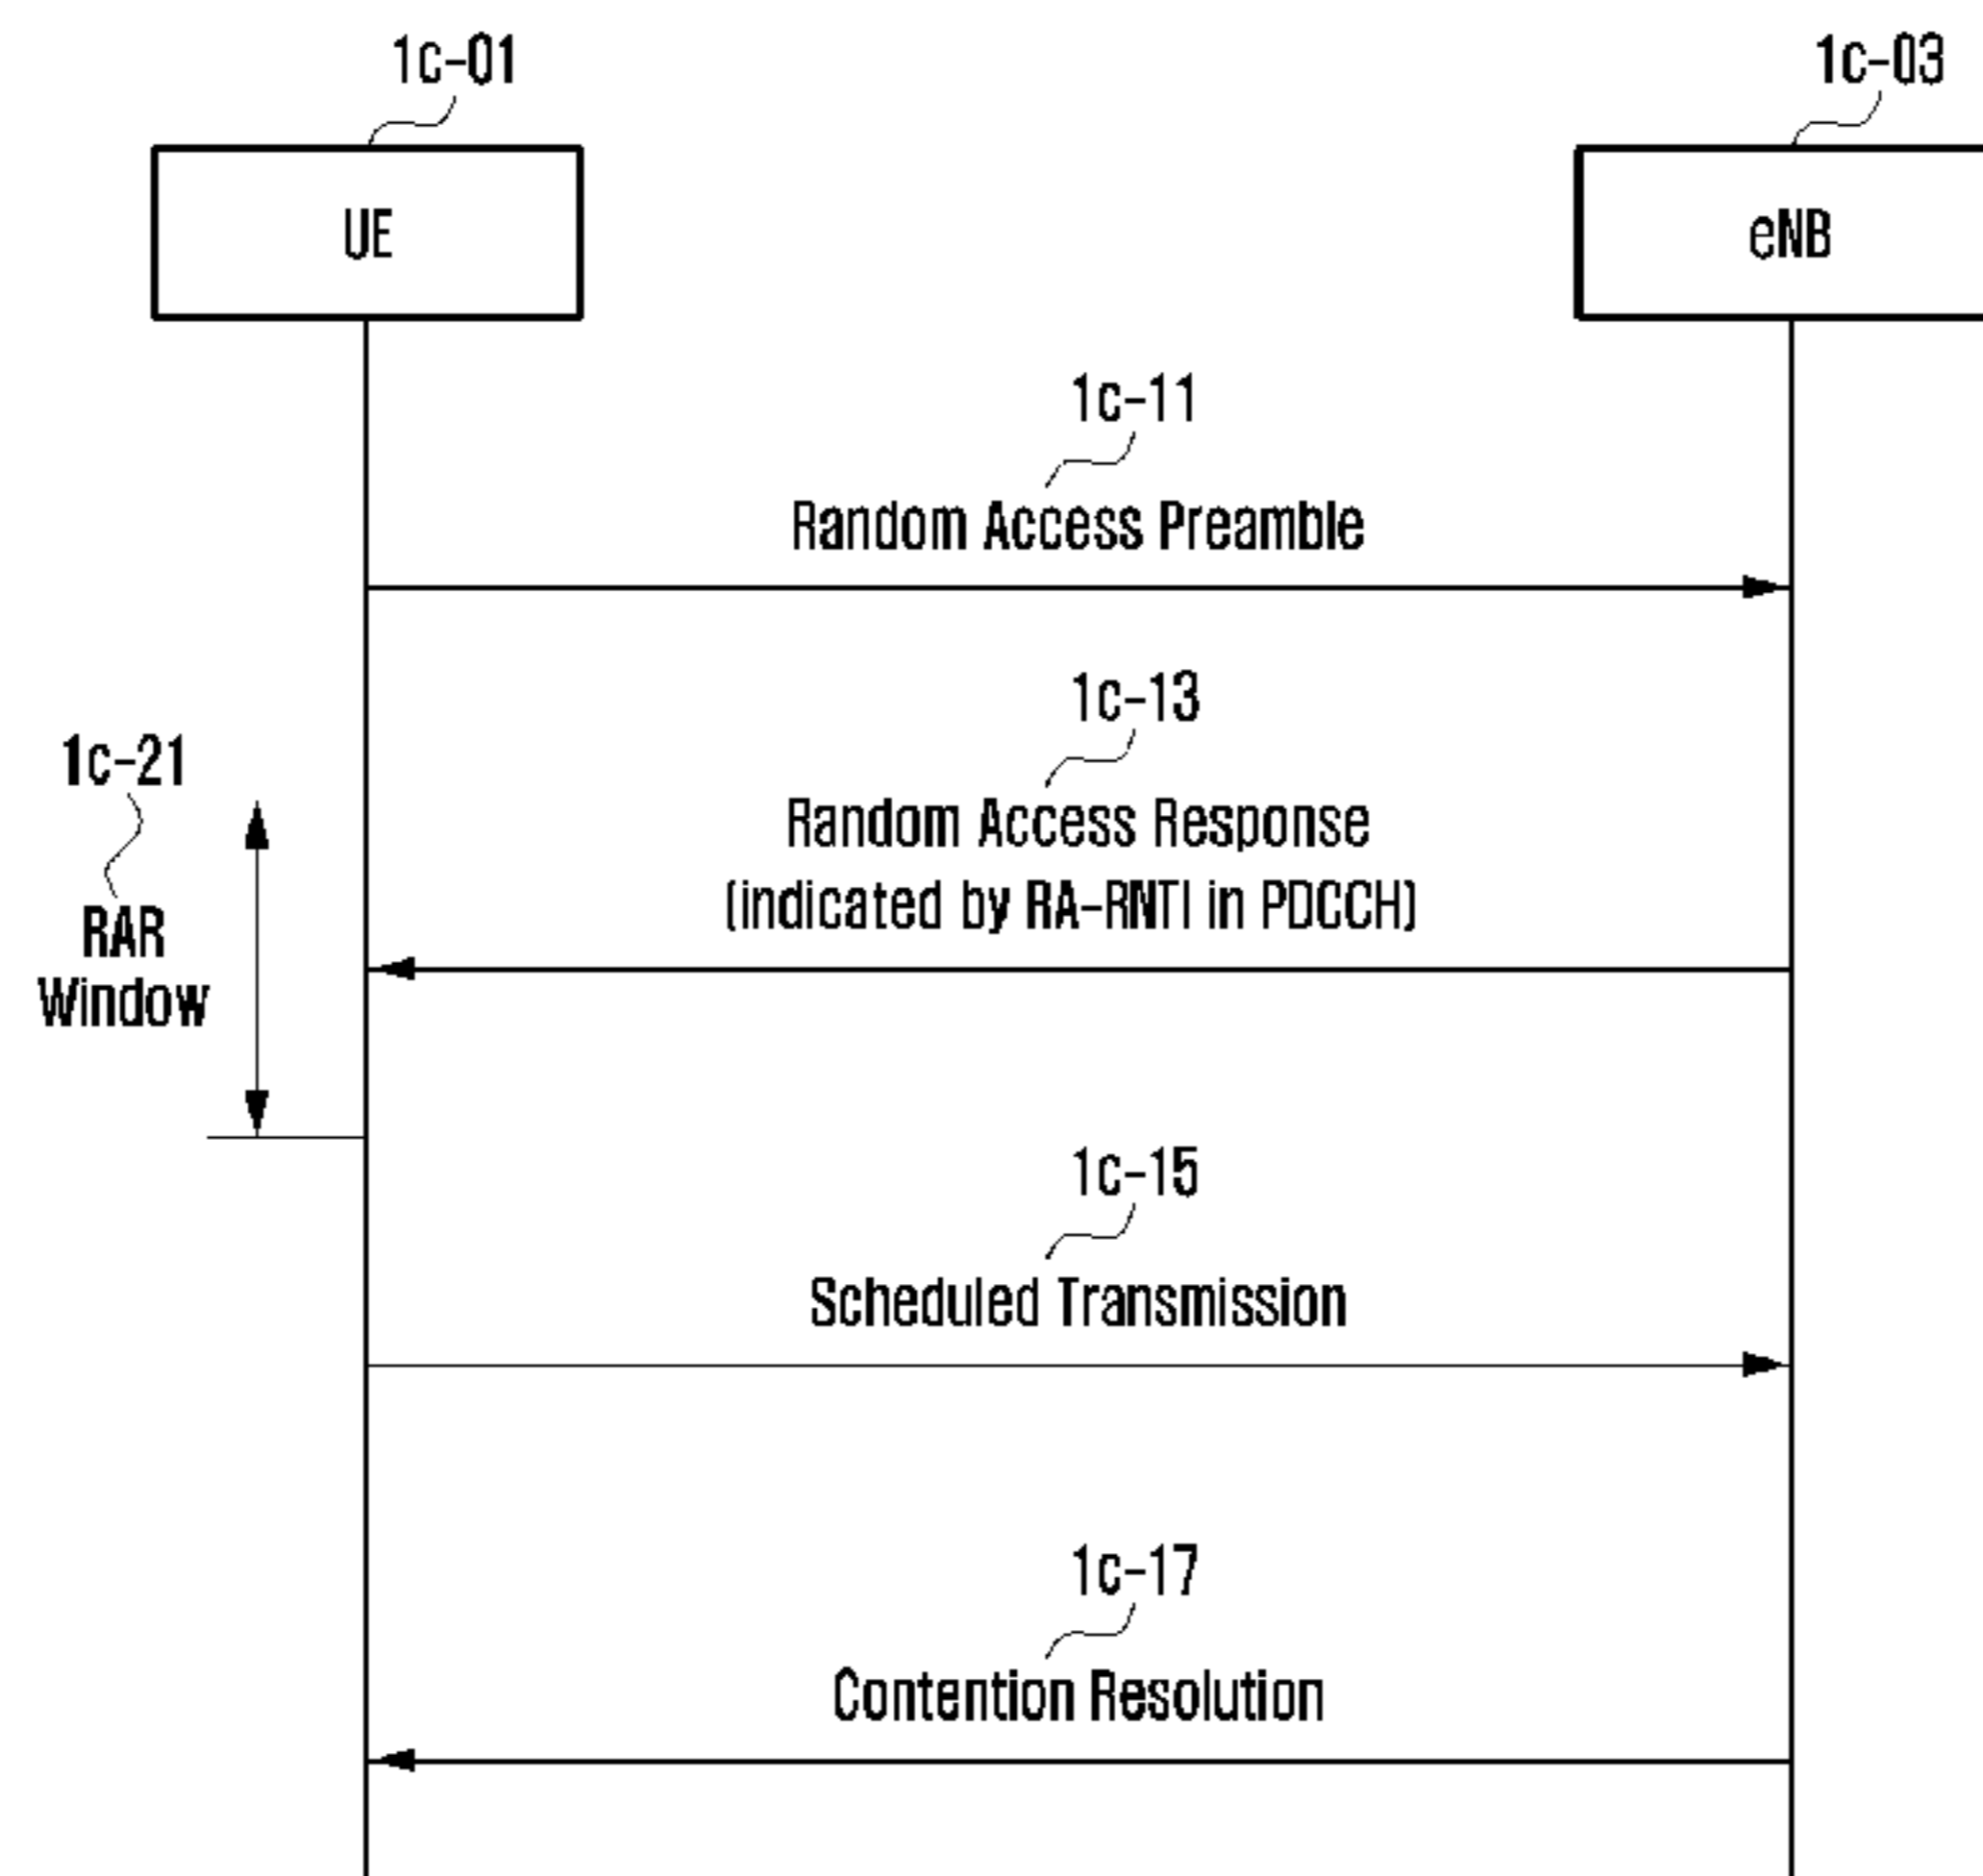 1c-01
1c-03
UE
eNB
1c-11
Random Access Preamble
1c-13
Random Access Response
(indicated by RA-RNTI in PDCCH)
1c-21
RAR
Window
1c-15
Scheduled Transmission
1c-17
Contention Resolution